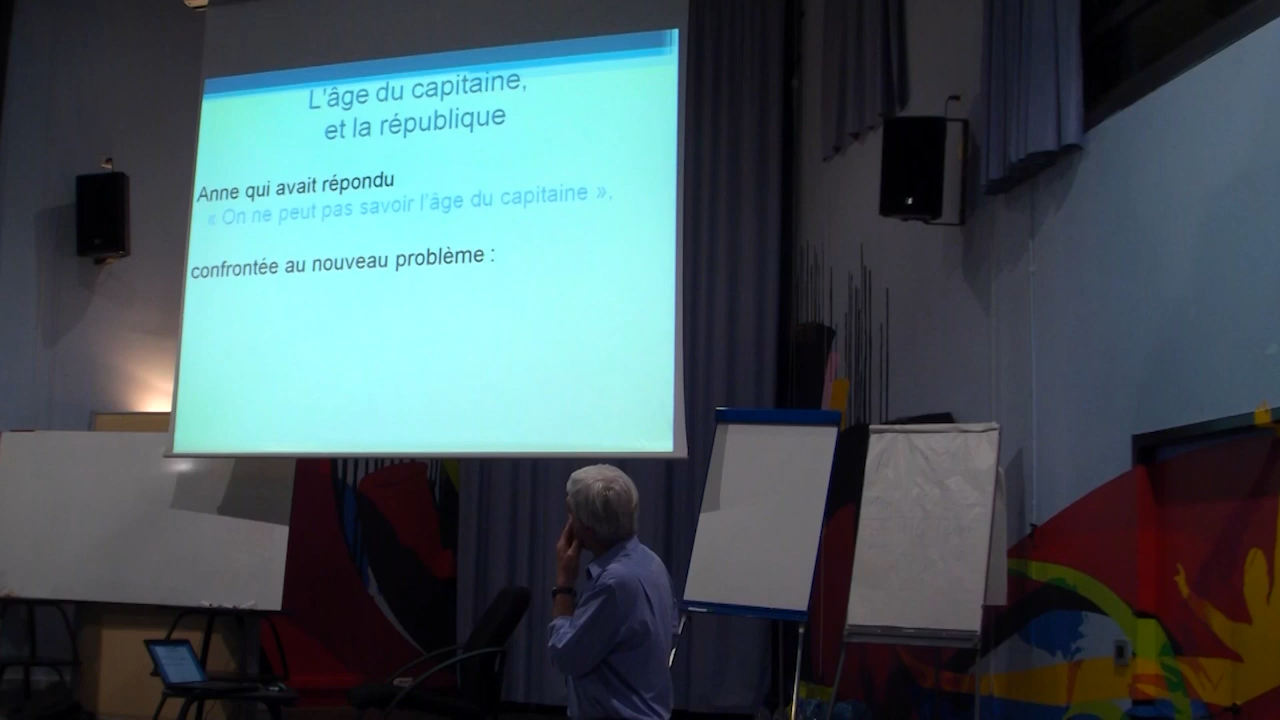 L'âge du capitaine,
et la république
Anne qui avait répondu
« On ne peut pas savoir l'âge du capitaine »,
confrontée au nouveau problème :